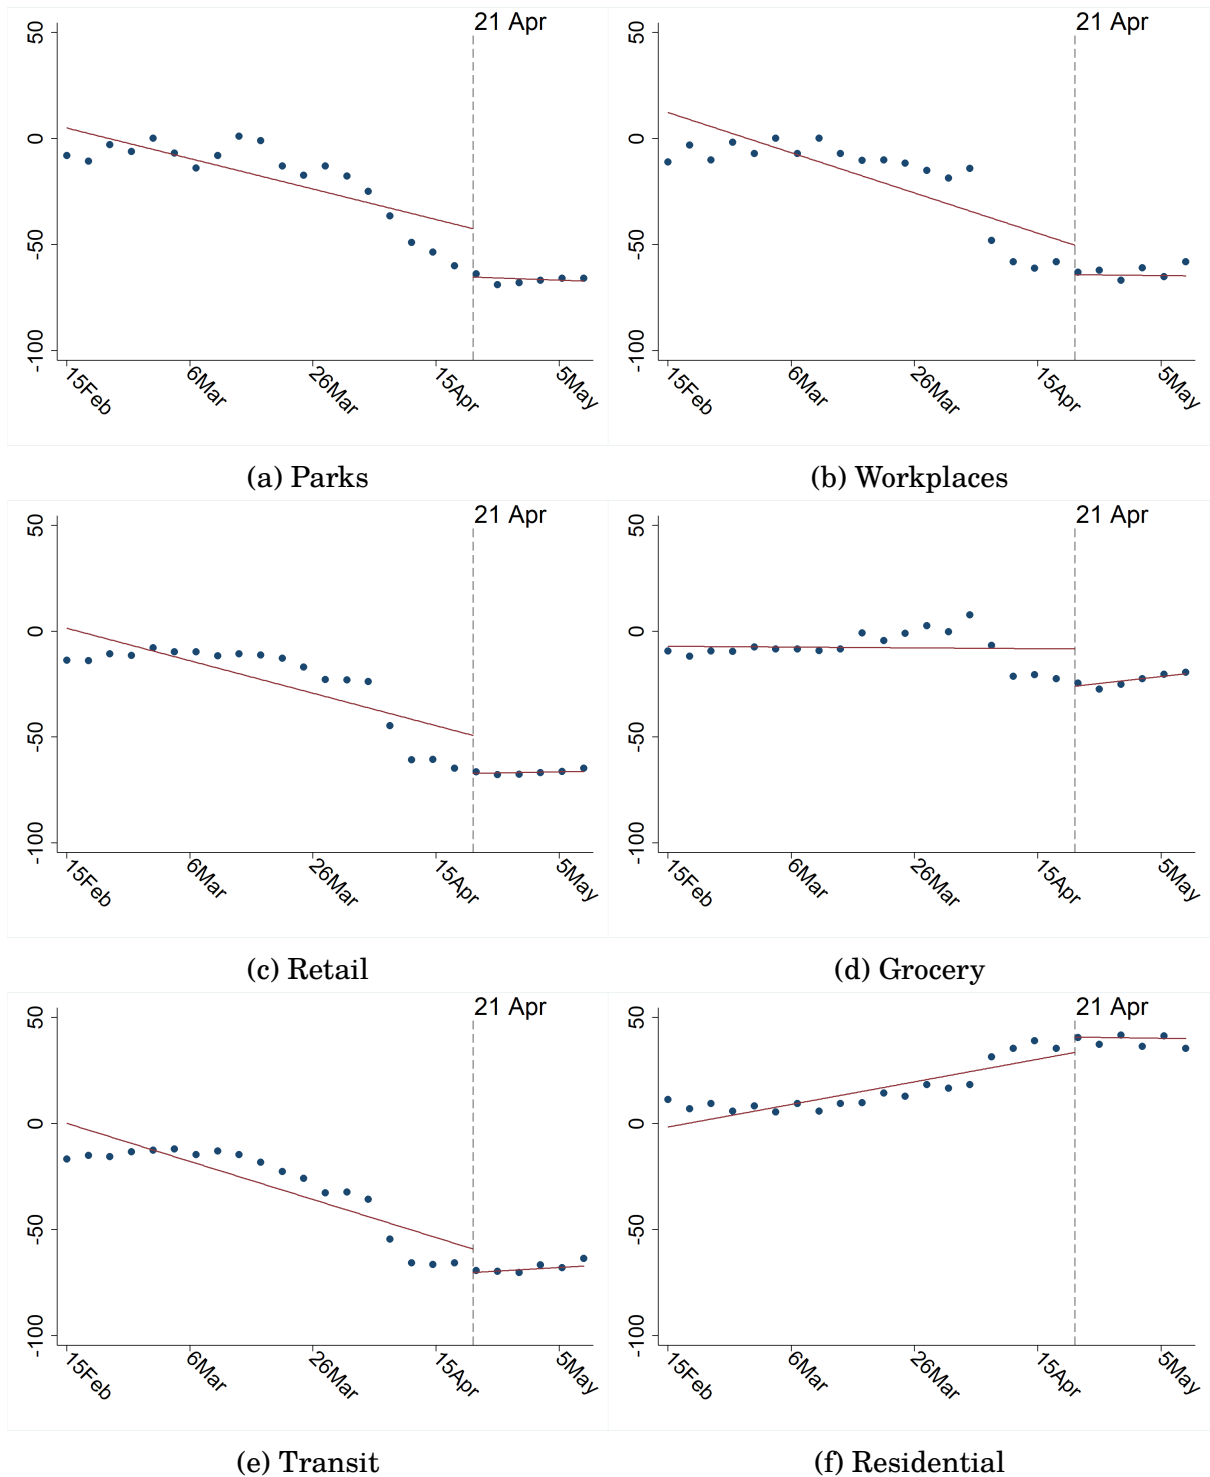 21 Apr
50
0
-50
-100
15Feb 6Mar 26Mar 15Apr 5May
(a) Parks
21 Apr
50
0
-50
-100
15Feb 6Mar 26Mar 15Apr 5May
(b) Workplaces
21 Apr
50
0
-50
-100
15Feb 6Mar 26Mar 15Apr 5May
(c) Retail
21 Apr
50
0
-50
-100
15Feb 6Mar 26Mar 15Apr 5May
(d) Grocery
21 Apr
50
0
-50
-100
15Feb 6Mar 26Mar 15Apr 5May
(e) Transit
21 Apr
50
0
-50
-100
15Feb 6Mar 26Mar 15Apr 5May
(f) Residential